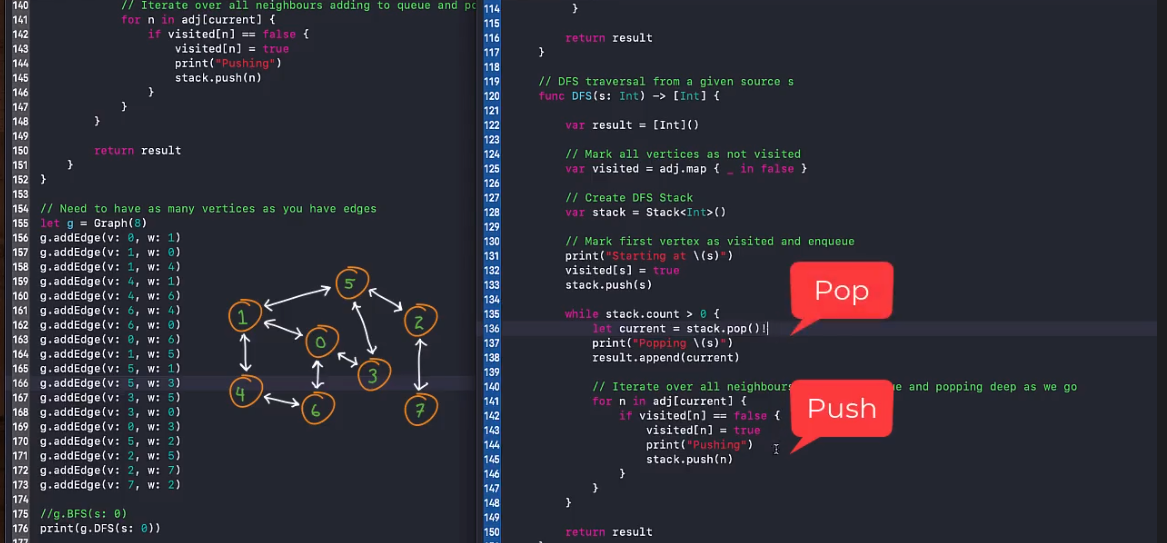 140 // Iterate over all neighbours adding to queue and po
141 for n in adj[current] {
142 if visited[n] == false {
143 visited[n] = true
144 print("Pushing")
145 stack.push(n)
146 }
147 }
148 }
149
150 return result
151 }
152 }
153
154 // Need to have as many vertices as you have edges
155 let g = Graph(8)
156 g.addEdge(v: 0, w: 1)
157 g.addEdge(v: 1, w: 0)
158 g.addEdge(v: 1, w: 4)
159 g.addEdge(v: 4, w: 1)
160 g.addEdge(v: 4, w: 6)
161 g.addEdge(v: 6, w: 4)
162 g.addEdge(v: 6, w: 0)
163 g.addEdge(v: 0, w: 6)
164 g.addEdge(v: 1, w: 5)
165 g.addEdge(v: 5, w: 1)
166 g.addEdge(v: 5, w: 3)
167 g.addEdge(v: 3, w: 5)
168 g.addEdge(v: 3, w: 0)
169 g.addEdge(v: 0, w: 3)
170 g.addEdge(v: 5, w: 2)
171 g.addEdge(v: 2, w: 5)
172 g.addEdge(v: 2, w: 7)
173 g.addEdge(v: 7, w: 2)
174
175 //g.BFS(s: 0)
176 print(g.DFS(s: 0))
5
1
2
0
3
4
6
7
114 }
115
116 return result
117 }
118
119 // DFS traversal from a given source s
120 func DFS(s: Int) -> [Int] {
121
122 var result = [Int]()
123
124 // Mark all vertices as not visited
125 var visited = adj.map { _ in false }
126
127 // Create DFS Stack
128 var stack = Stack<Int>()
129
130 // Mark first vertex as visited and enqueue
131 print("Starting at \(s)")
132 visited[s] = true
133 stack.push(s)
134
135 while stack.count > 0 {
136 let current = stack.pop()!
137 print("Popping \(s)")
138 result.append(current)
139
140 // Iterate over all neighbours and popping deep as we go
141 for n in adj[current] {
142 if visited[n] == false {
143 visited[n] = true
144 print("Pushing")
145 stack.push(n)
146 }
147 }
148 }
149
150 return result
Pop
Push